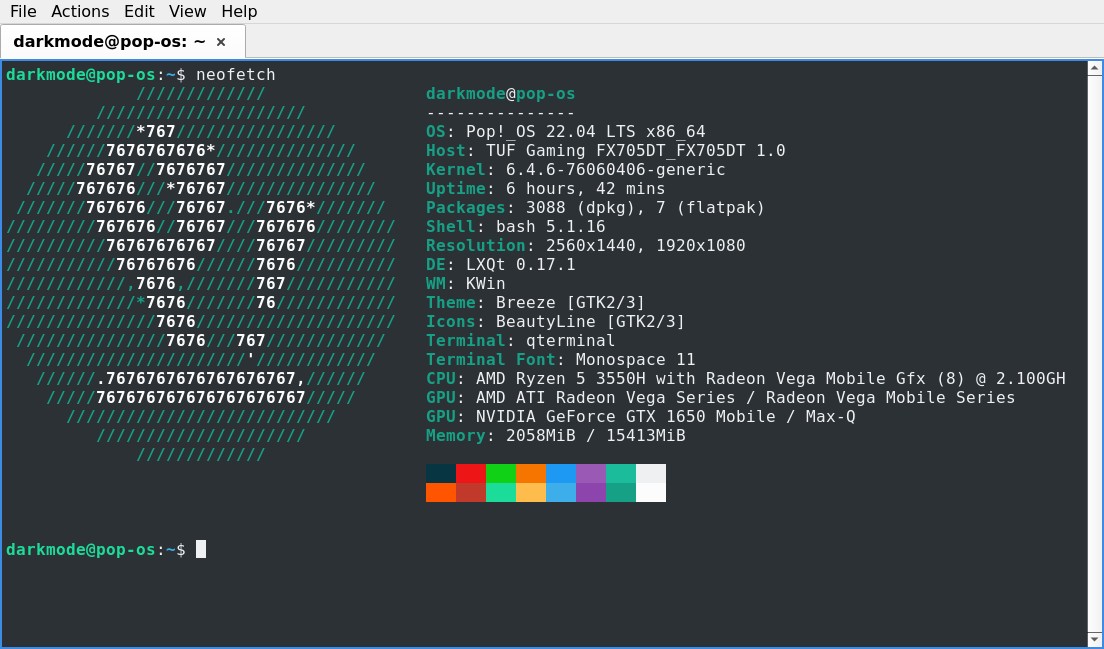 File Actions Edit View Help
darkmode@pop-os: ~ ×
darkmode@pop-os:~$ neofetch
             /////////////
         /////////////////////
      ///////*767////////////////
    //////7676767676*//////////////
   /////76767//7676767//////////////
  /////767676///*76767///////////////
 ///////767676///76767.///7676*///////
/////////767676//76767///767676////////
//////////76767676767////76767/////////
///////////76767676//////7676//////////
////////////,7676,///////767///////////
/////////////*7676///////76////////////
///////////////7676////////////////////
 ///////////////7676///767////////////
  //////////////////////'////////////
   //////.7676767676767676767,//////
    /////767676767676767676767/////
      ///////////////////////////
         /////////////////////
             /////////////
darkmode@pop-os
---------------
OS: Pop!_OS 22.04 LTS x86_64
Host: TUF Gaming FX705DT_FX705DT 1.0
Kernel: 6.4.6-76060406-generic
Uptime: 6 hours, 42 mins
Packages: 3088 (dpkg), 7 (flatpak)
Shell: bash 5.1.16
Resolution: 2560x1440, 1920x1080
DE: LXQt 0.17.1
WM: KWin
Theme: Breeze [GTK2/3]
Icons: BeautyLine [GTK2/3]
Terminal: qterminal
Terminal Font: Monospace 11
CPU: AMD Ryzen 5 3550H with Radeon Vega Mobile Gfx (8) @ 2.100GH
GPU: AMD ATI Radeon Vega Series / Radeon Vega Mobile Series
GPU: NVIDIA GeForce GTX 1650 Mobile / Max-Q
Memory: 2058MiB / 15413MiB
darkmode@pop-os:~$